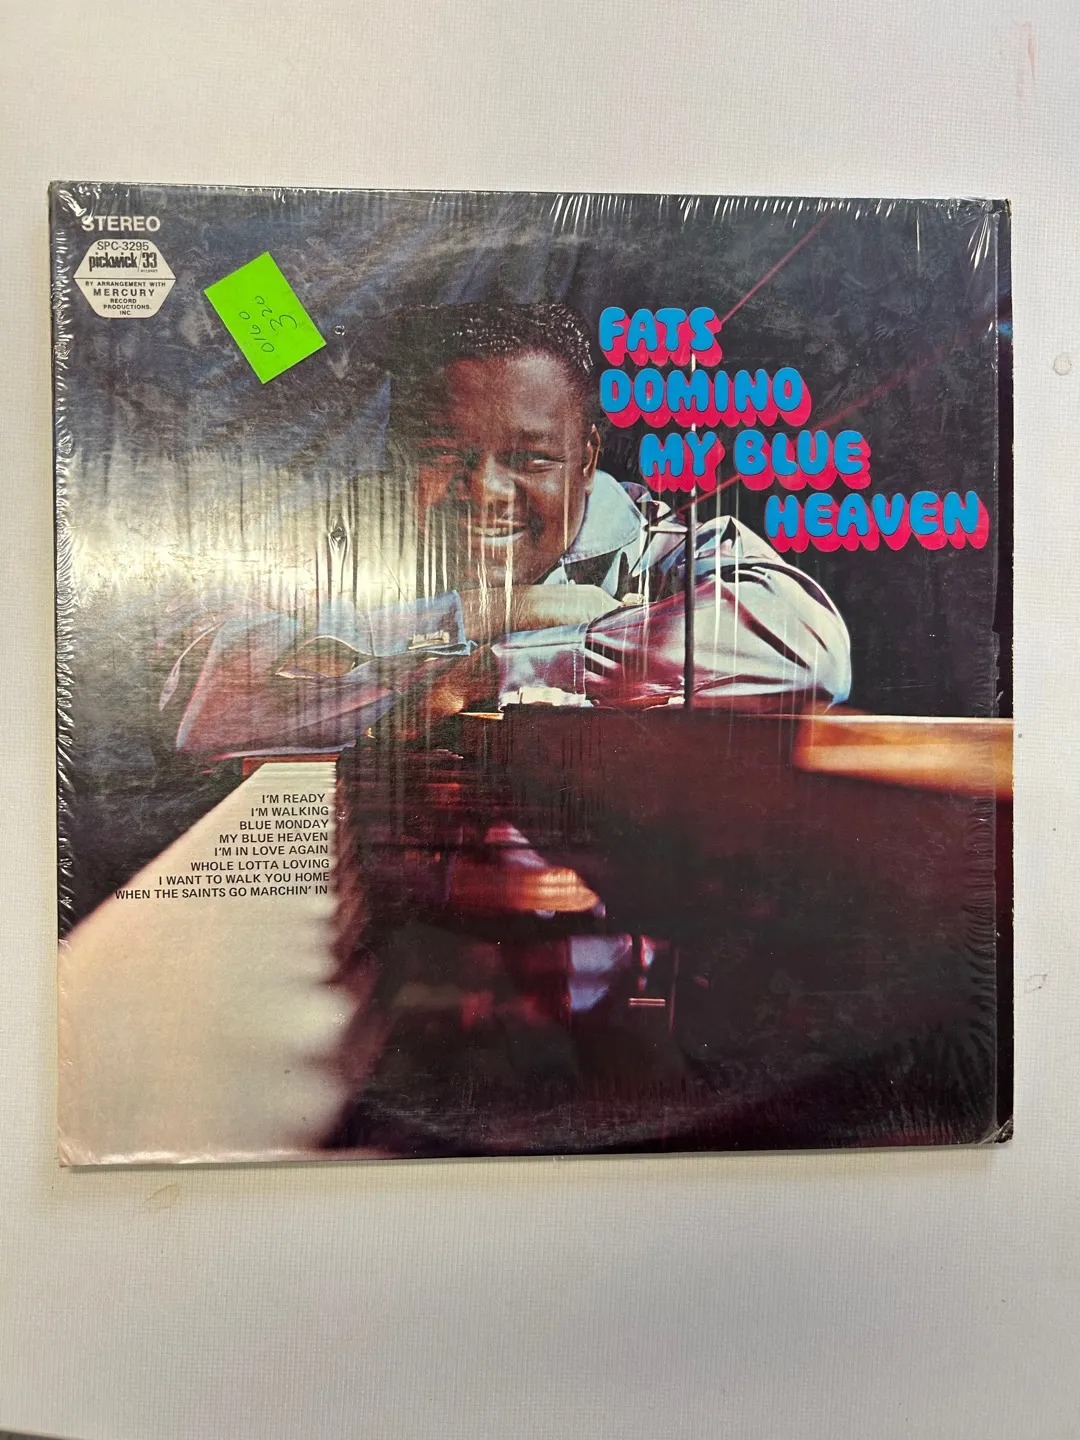 STEREO
SPC-3295
pickwick/33
BY ARRANGEMENT WITH
MERCURY
RECORD
PRODUCTIONS,
INC
0160
320
FATS
DOMINO
MY BLUE
HEAVEN
I'M READY
I'M WALKING
BLUE MONDAY
MY BLUE HEAVEN
I'M IN LOVE AGAIN
WHOLE LOTTA LOVING
I WANT TO WALK YOU HOME
WHEN THE SAINTS GO MARCHIN' IN